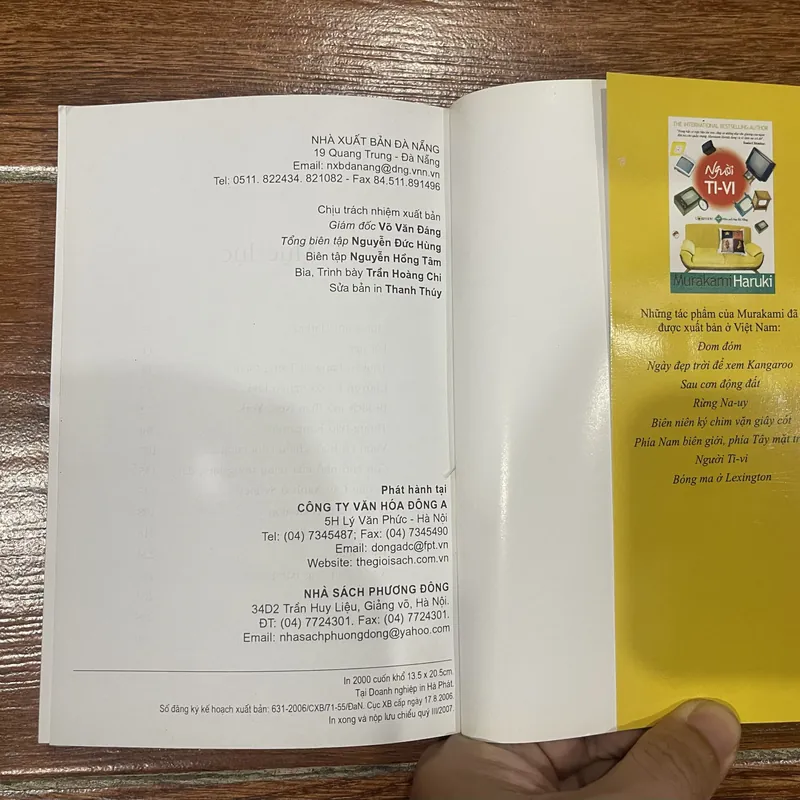 NHÀ XUẤT BẢN ĐÀ NẴNG
19 Quang Trung - Đà Nẵng
Email: nxbdanang@dng.vnn.vn
Tel: 0511. 822434. 821082 - Fax 84.511.891496
Chịu trách nhiệm xuất bản
Giám đốc Võ Văn Đáng
Tổng biên tập Nguyễn Đức Hùng
Biên tập Nguyễn Hồng Tâm
Bìa, Trình bày Trần Hoàng Chi
Sửa bản in Thanh Thúy
Phát hành tại
CÔNG TY VĂN HÓA ĐÔNG A
5H Lý Văn Phức - Hà Nội
Tel: (04) 7345487; Fax: (04) 7345490
Email: dongadc@fpt.vn
Website: thegioisach.com.vn
NHÀ SÁCH PHƯƠNG ĐÔNG
34D2 Trần Huy Liệu, Giảng võ, Hà Nội.
ĐT: (04) 7724301. Fax: (04) 7724301.
Email: nhasachphuongdong@yahoo.com
In 2000 cuốn khổ 13.5 x 20.5cm.
Tại Doanh nghiệp in Hà Phát.
Số đăng ký kế hoạch xuất bản: 631-2006/CXB/71-55/ĐaN. Cục XB cấp ngày 17.8.2006.
In xong và nộp lưu chiểu quý III/2007.
THE INTERNATIONAL BESTSELLING AUTHOR
Người
TI-VI
MurakamiHaruki
Những tác phẩm của Murakami đã
được xuất bản ở Việt Nam:
Đom đóm
Ngày đẹp trời để xem Kangaroo
Sau cơn động đất
Rừng Na-uy
Biên niên ký chim vặn giây cót
Phía Nam biên giới, phía Tây mặt tr
Người Ti-vi
Bóng ma ở Lexington